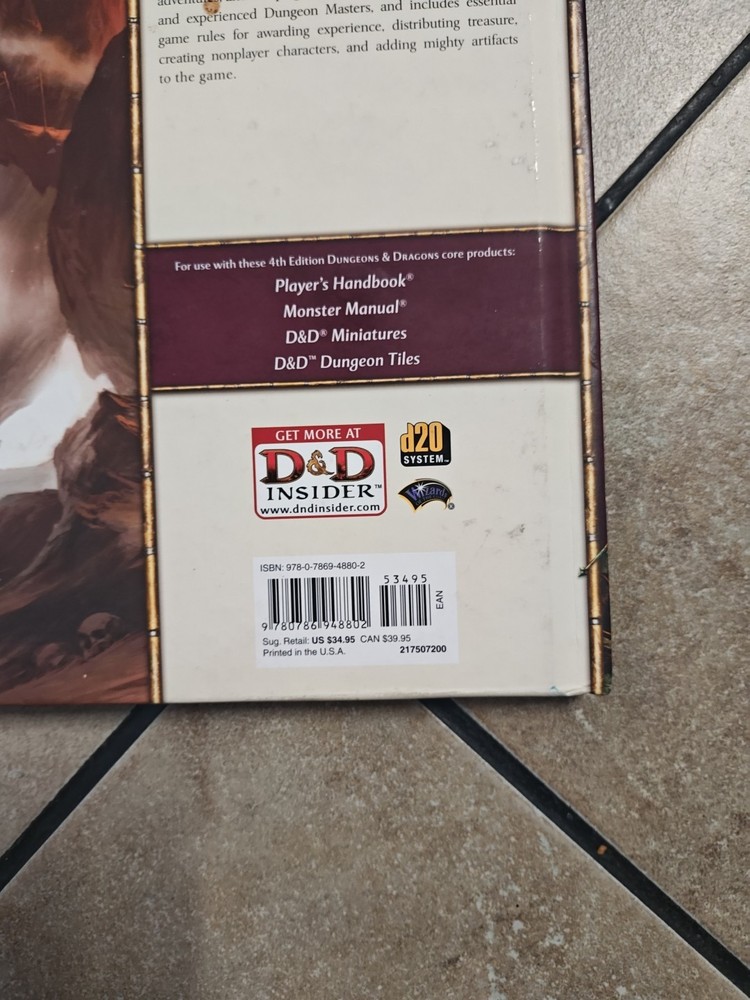 and experienced Dungeon Masters, and includes essential
game rules for awarding experience, distributing treasure,
creating nonplayer characters, and adding mighty artifacts
to the game.
For use with these 4th Edition DUNGEONS & DRAGONS core products:
Player's Handbook®
Monster Manual®
D&D® Miniatures
D&D™ Dungeon Tiles
GET MORE AT
D&D
INSIDER™
www.dndinsider.com
d20
SYSTEM™
Wizards
®
ISBN: 978-0-7869-4880-2
53495
EAN
9 780786 948802
Sug. Retail: US $34.95 CAN $39.95
Printed in the U.S.A. 217507200